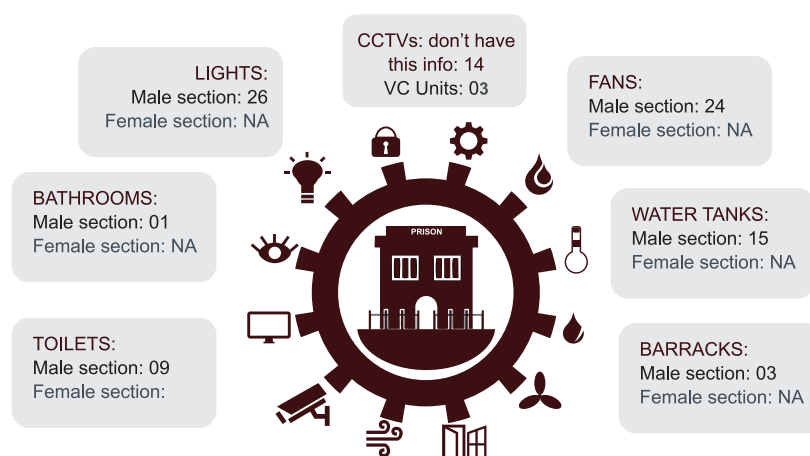 CCTVs: don’t have
this info: 14
VC Units: 03
LIGHTS:
Male section: 26
Female section: NA
FANS:
Male section: 24
Female section: NA
BATHROOMS:
Male section: 01
Female section: NA
WATER TANKS:
Male section: 15
Female section: NA
PRISON
TOILETS:
Male section: 09
Female section:
BARRACKS:
Male section: 03
Female section: NA